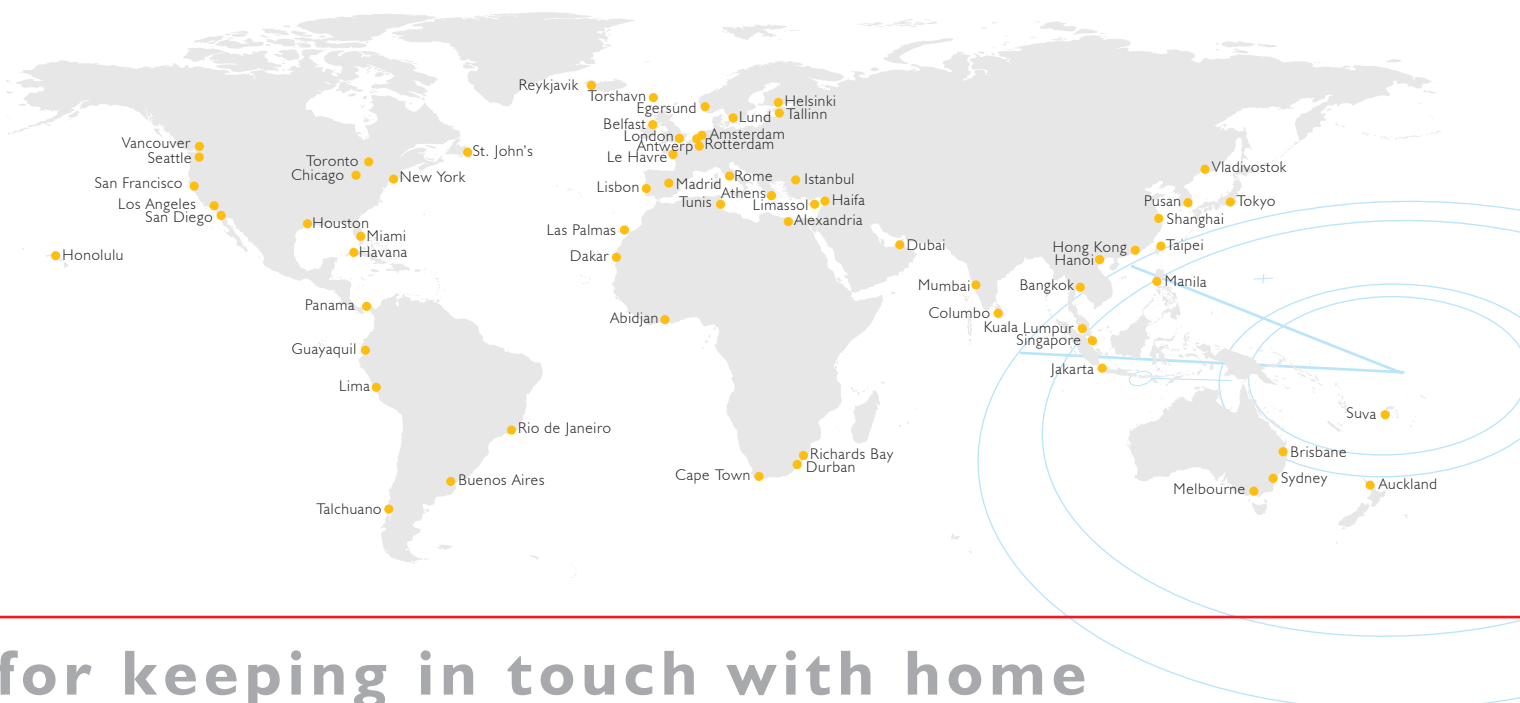 Reykjavik
Torshavn
Egersund
Helsinki
Tallinn
Lund
Belfast
London
Amsterdam
Antwerp
Rotterdam
Le Havre
Vancouver
Seattle
San Francisco
Los Angeles
San Diego
Honolulu
Toronto
Chicago
New York
St. John's
Houston
Miami
Havana
Lisbon
Madrid
Rome
Istanbul
Athens
Tunis
Limassol
Haifa
Alexandria
Las Palmas
Dakar
Dubai
Abidjan
Vladivostok
Pusan
Tokyo
Shanghai
Hong Kong
Taipei
Hanoi
Mumbai
Bangkok
Manila
Columbo
Kuala Lumpur
Singapore
Jakarta
Panama
Guayaquil
Lima
Rio de Janeiro
Buenos Aires
Talchuano
Cape Town
Richards Bay
Durban
Suva
Brisbane
Sydney
Melbourne
Auckland
for keeping in touch with home